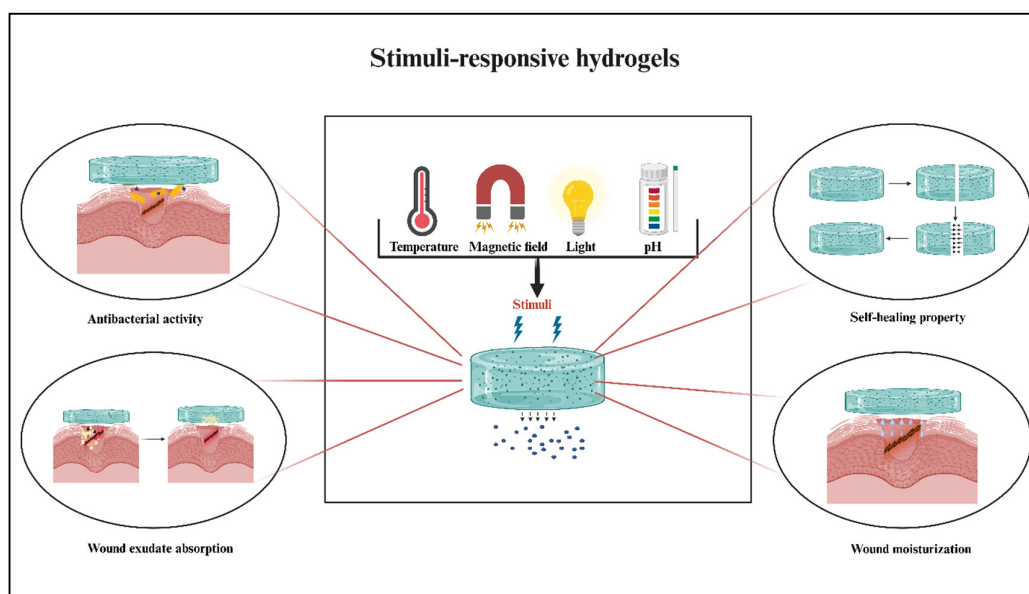 Stimuli-responsive hydrogels
Temperature
Magnetic field
Light
pH
Stimuli
Antibacterial activity
Self-healing property
Wound exudate absorption
Wound moisturization